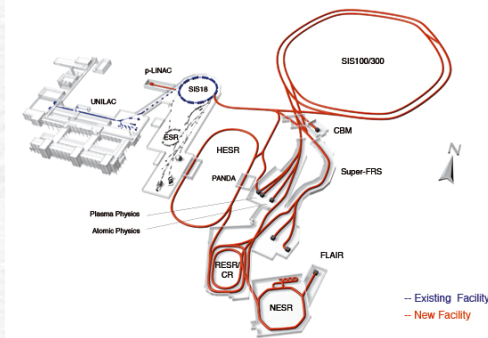 SIS100/300
p-LINAC
SIS18
UNILAC
CBM
ESR
HESR
Super-FRS
PANDA
N
Plasma Physics
Atomic Physics
FLAIR
RESR/
CR
NESR
-- Existing Facility
-- New Facility